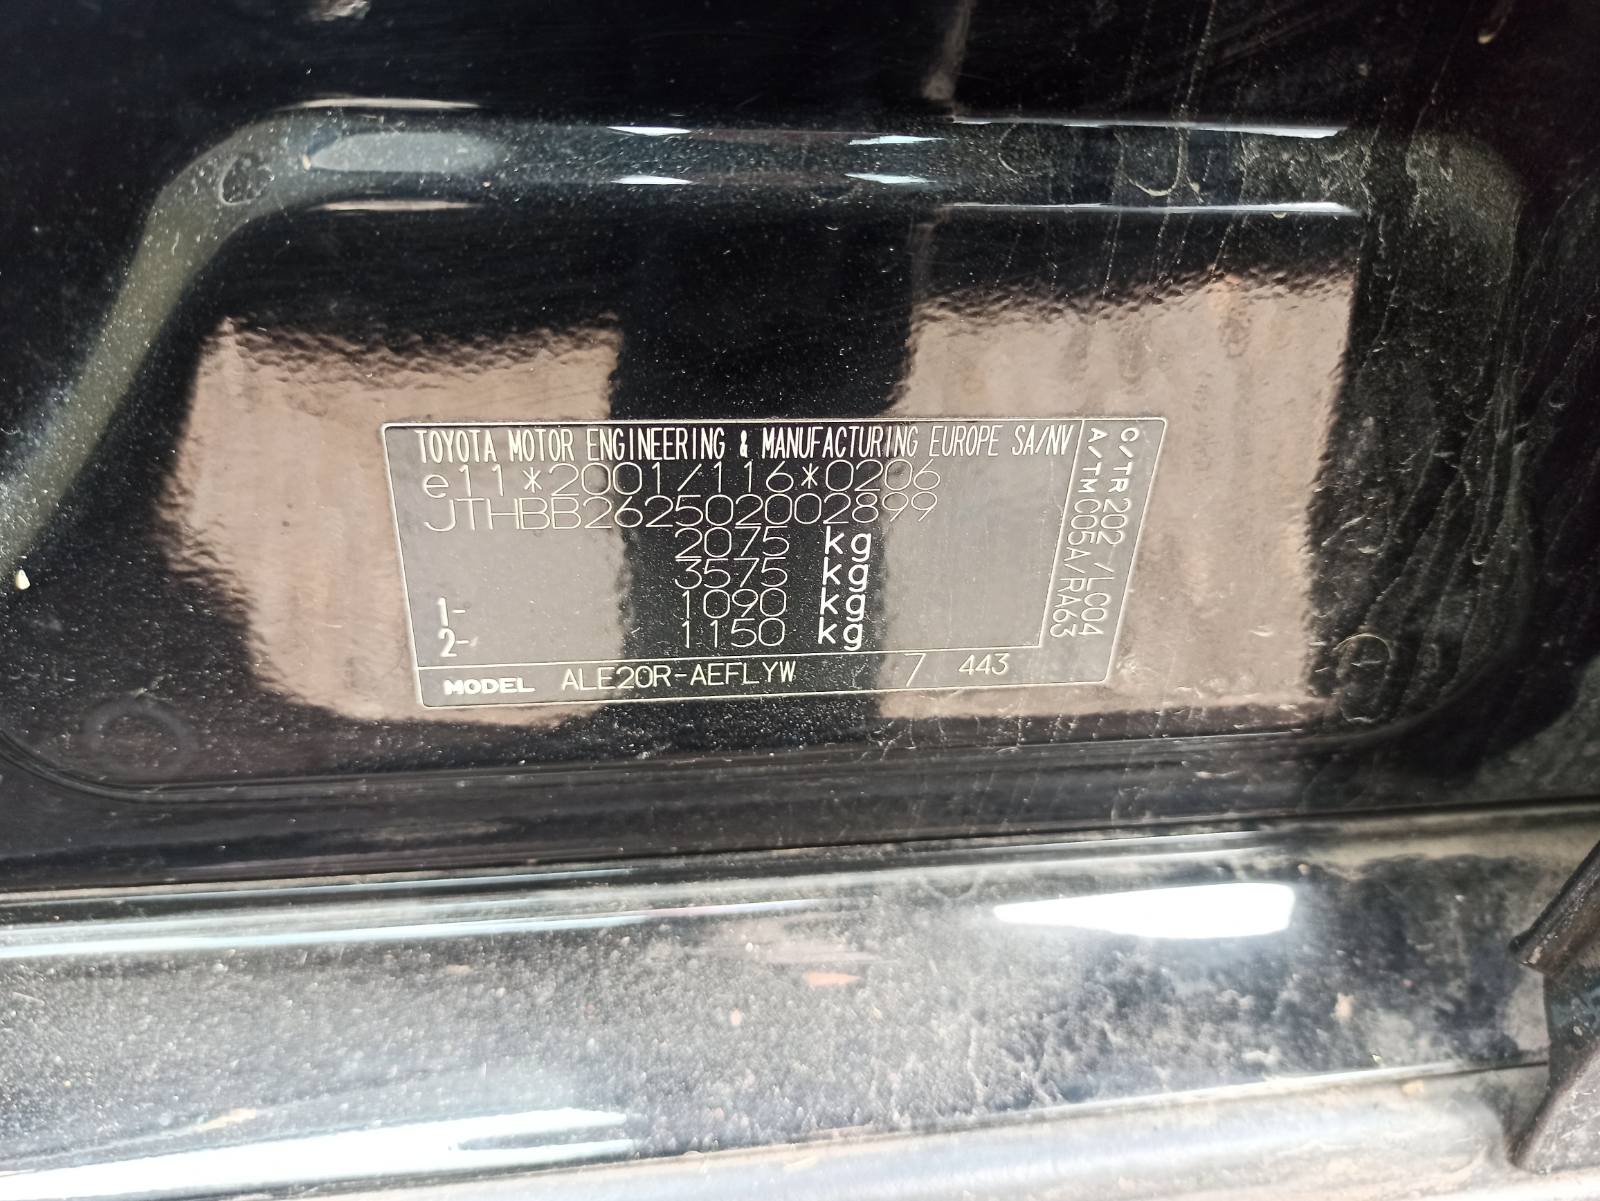 TOYOTA MOTOR ENGINEERING & MANUFACTURING EUROPE SA/NV
e11*2001/116*0206
JTHBB262502002899
2075 kg
3575 kg
1- 1090 kg
2- 1150 kg
MODEL ALE20R-AEFLYW 7 443
C/TR 202 /LC04
A/TM C05A/RA63